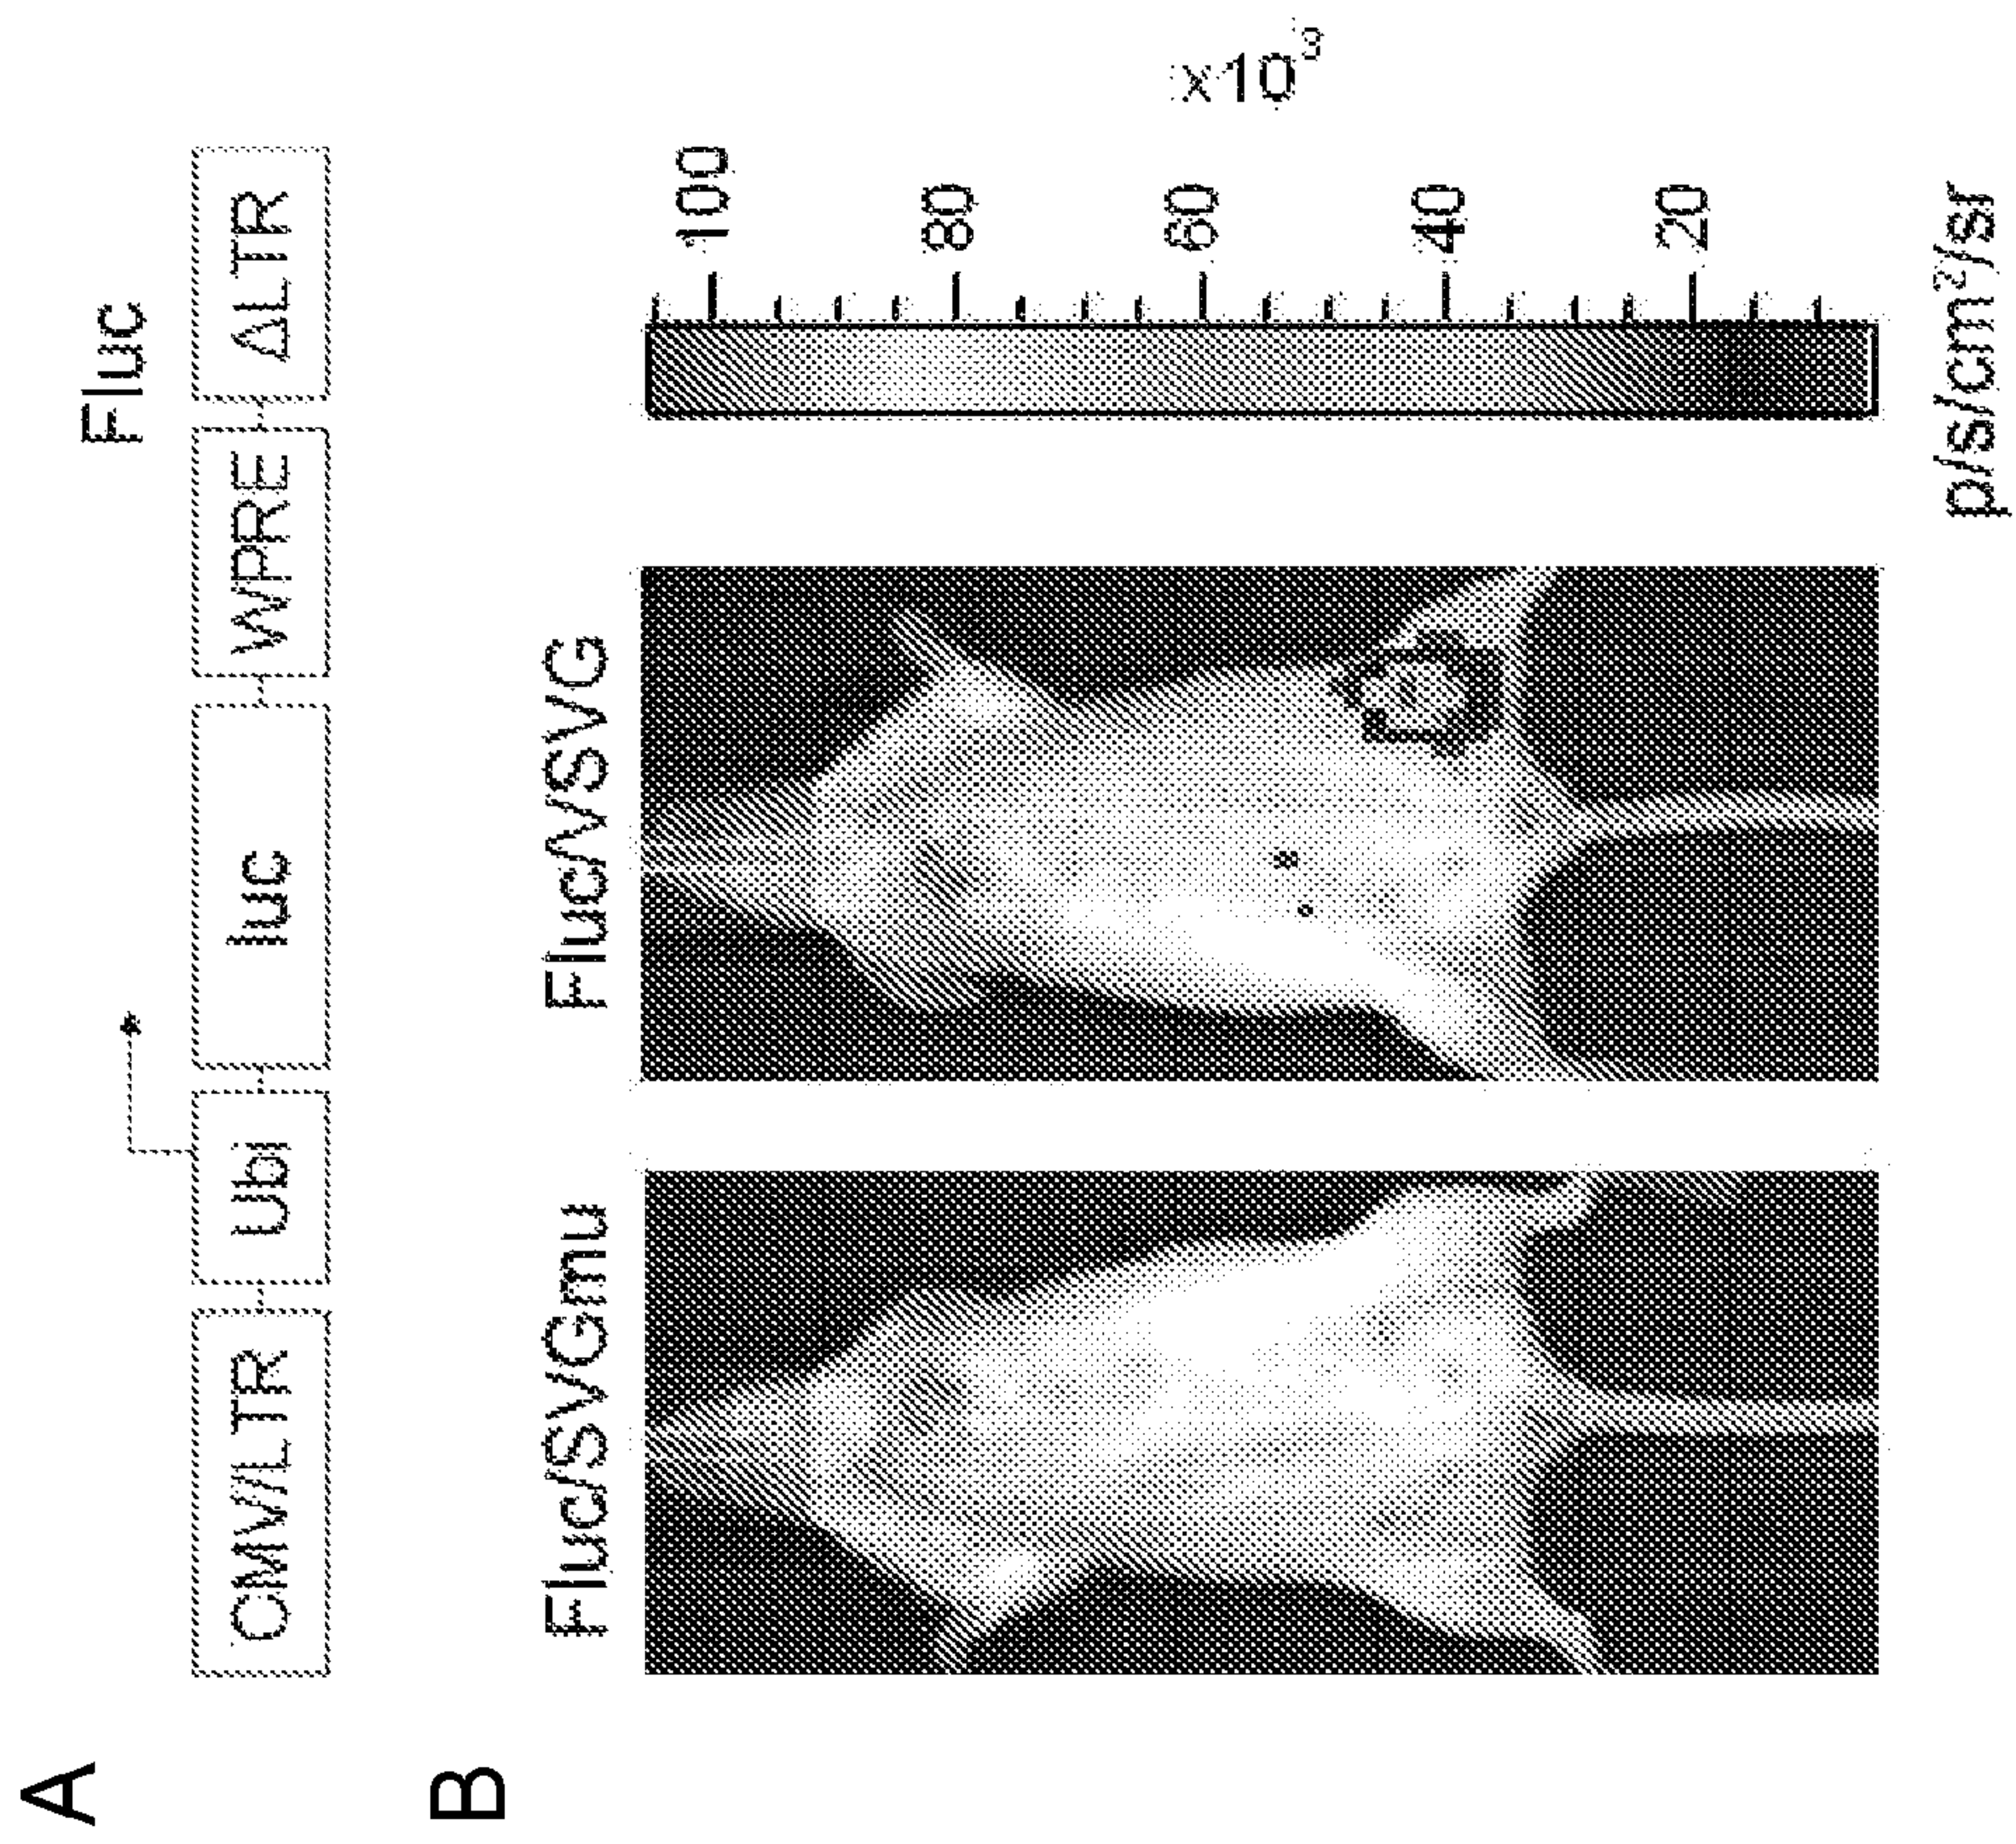 A
Fluc
CMV/LTR Ubi luc WPRE ΔLTR
B
Fluc/SVGmu Fluc/VSVG
100
80
60
40
20
x10³
p/s/cm²/sr